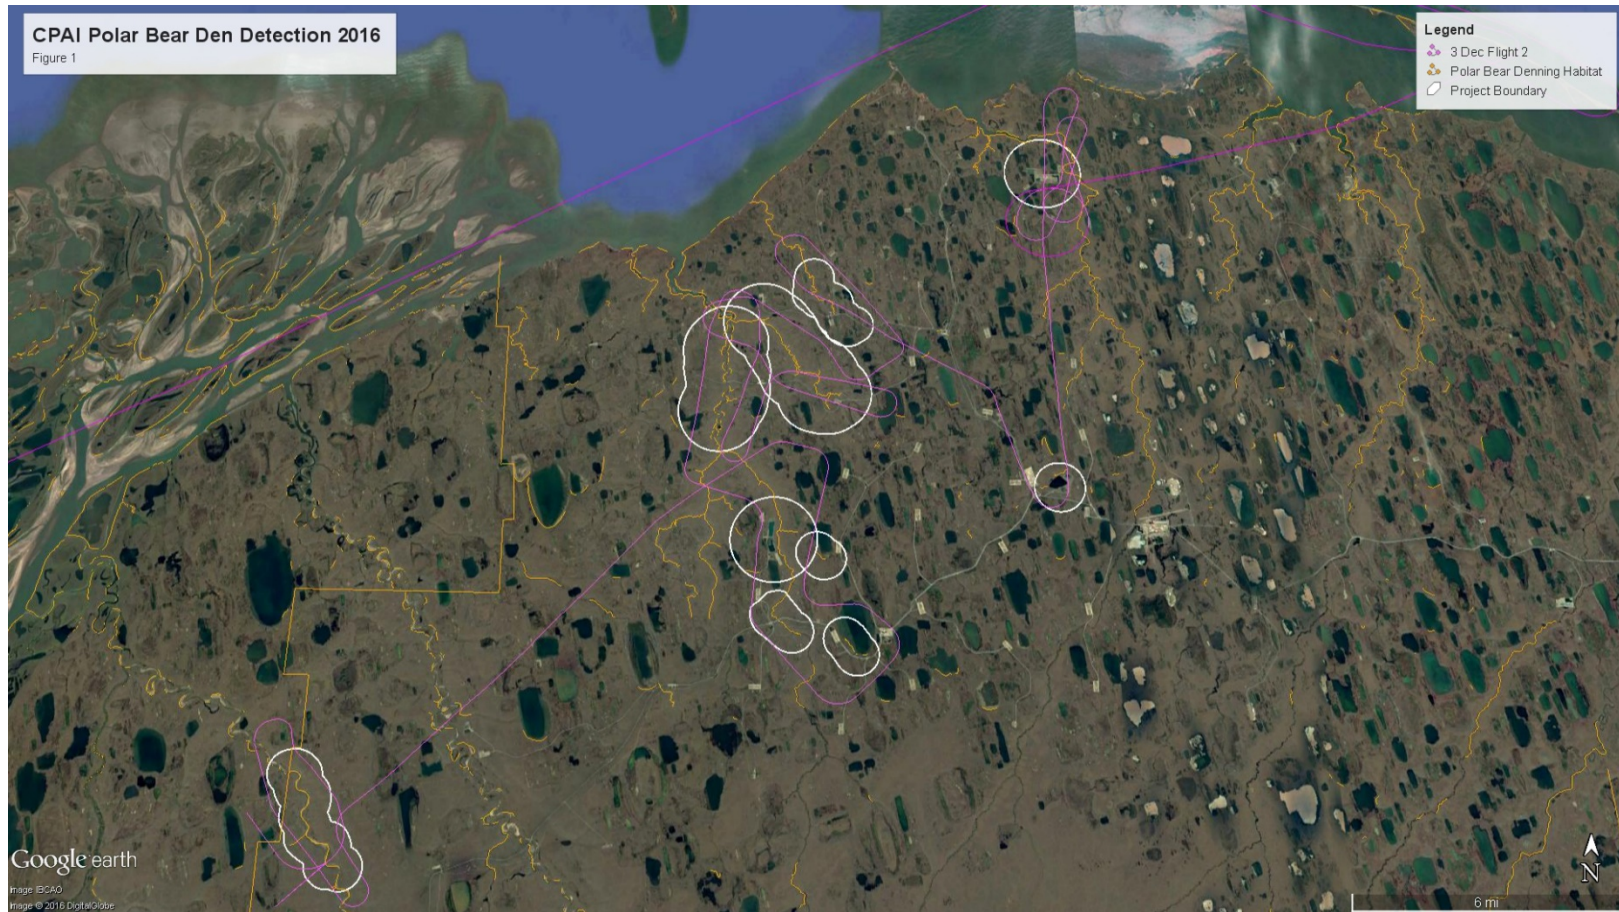 CPAI Polar Bear Den Detection 2016
Figure 1
Legend
3 Dec Flight 2
Polar Bear Denning Habitat
Project Boundary
Google earth
Image IBCAO
Image © 2016 DigitalGlobe
N
6 mi